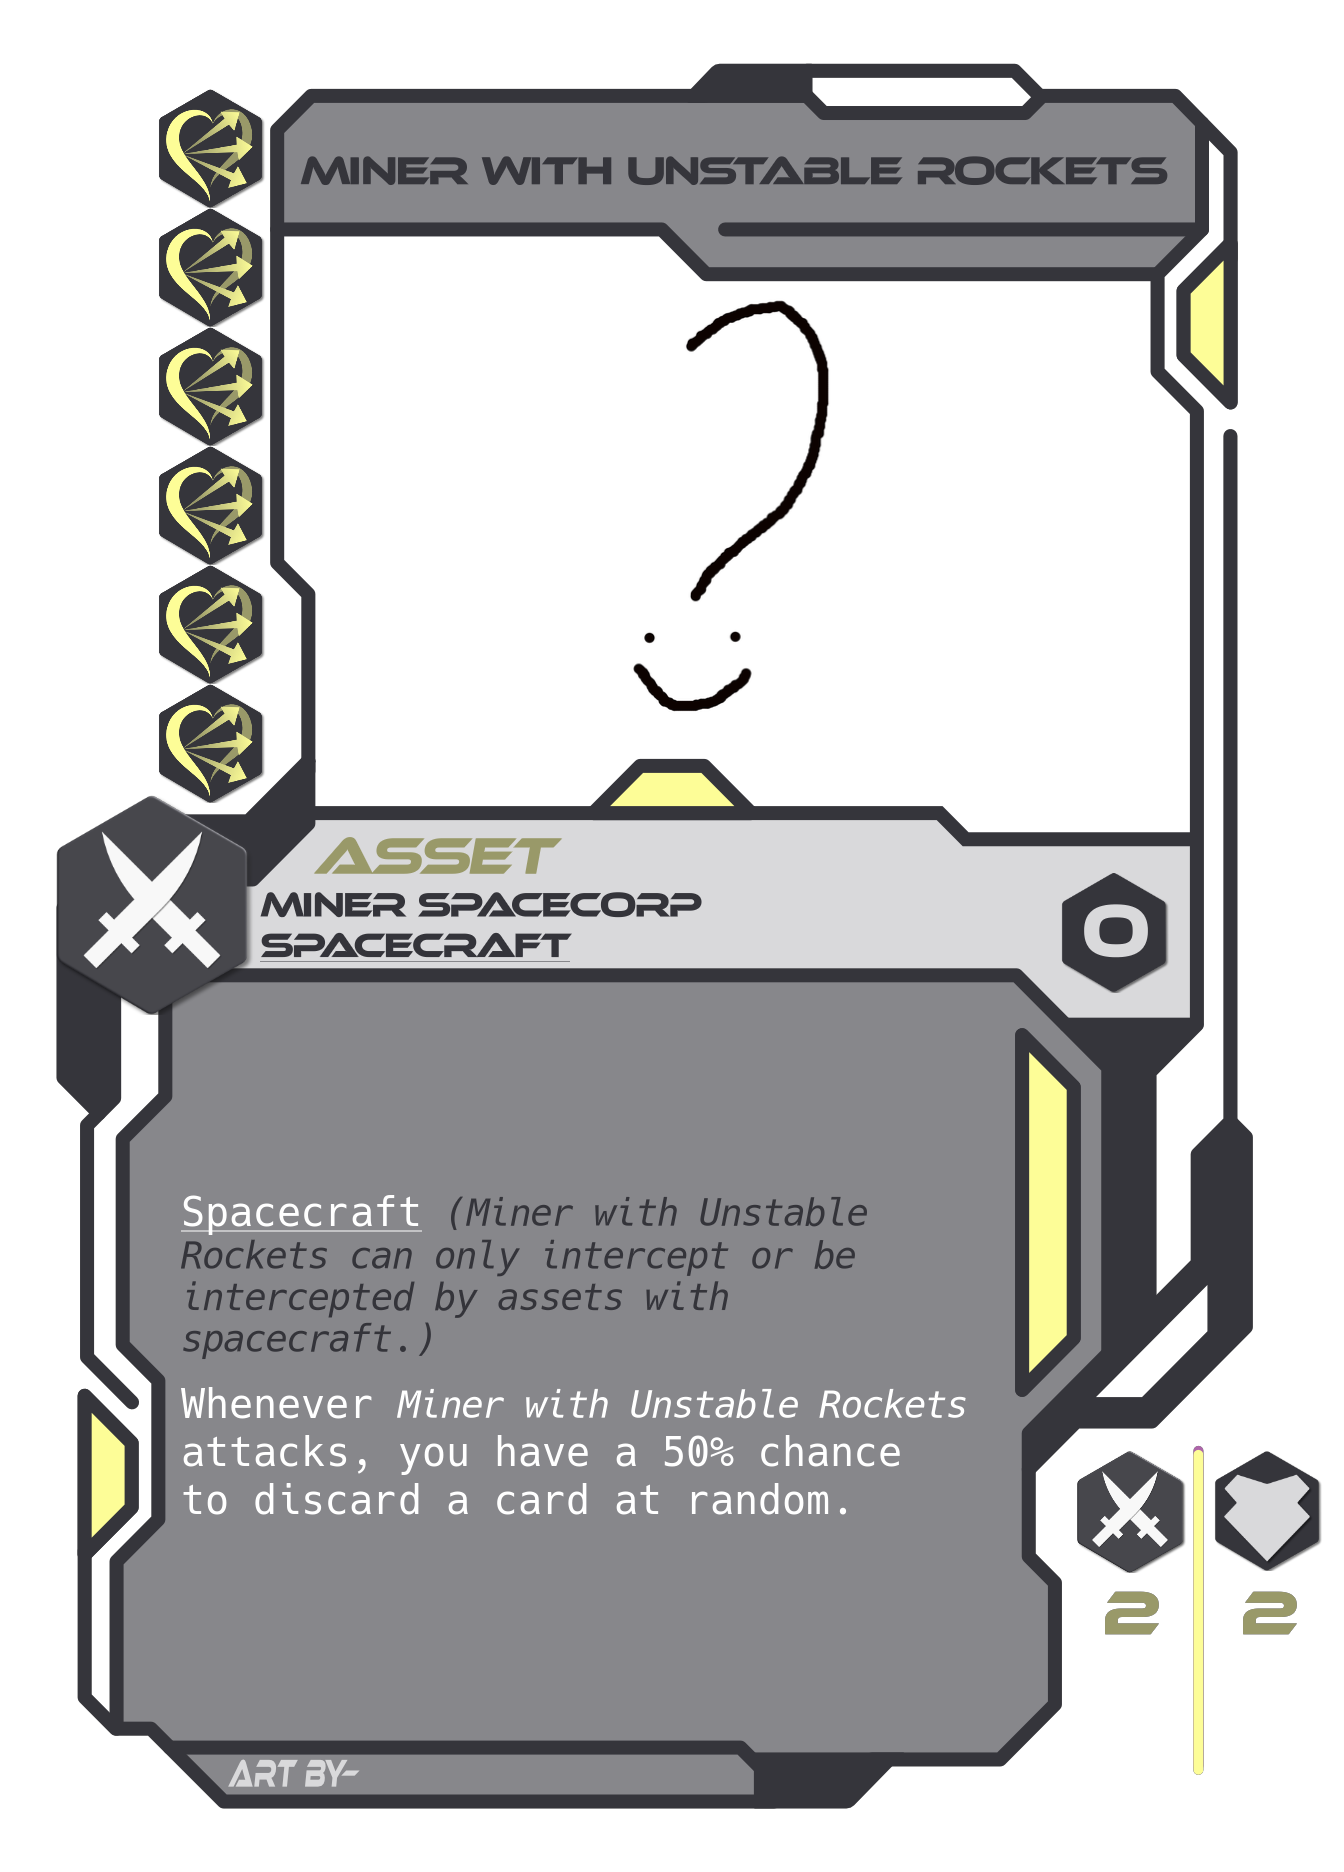 MINER WITH UNSTABLE ROCKETS
ASSET
MINER SPACECORP
SPACECRAFT
0
Spacecraft (Miner with Unstable
Rockets can only intercept or be
intercepted by assets with
spacecraft.)
Whenever Miner with Unstable Rockets
attacks, you have a 50% chance
to discard a card at random.
2 2
ART BY-